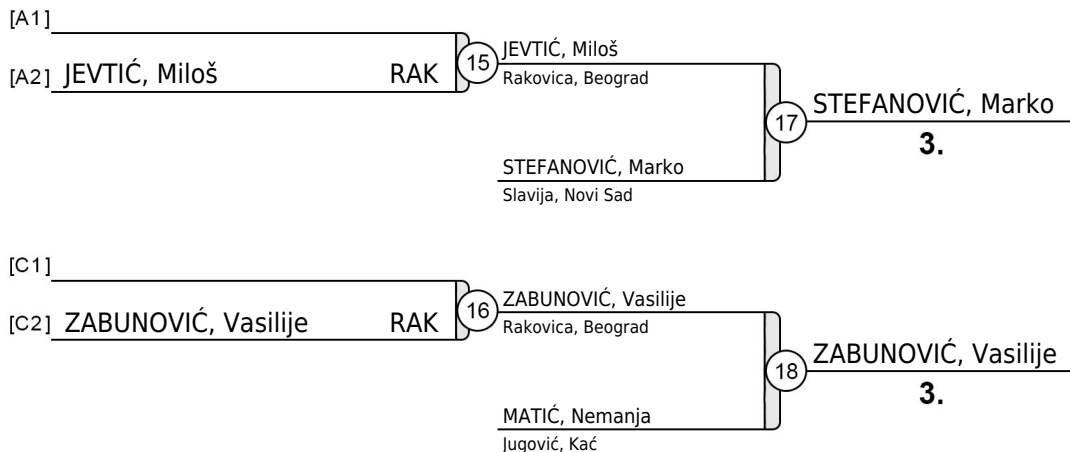 [A1]
[A2] JEVTIĆ, Miloš RAK
15
JEVTIĆ, Miloš
Rakovica, Beograd
17
STEFANOVIĆ, Marko
3.
STEFANOVIĆ, Marko
Slavija, Novi Sad
[C1]
[C2] ZABUNOVIĆ, Vasilije RAK
16
ZABUNOVIĆ, Vasilije
Rakovica, Beograd
18
ZABUNOVIĆ, Vasilije
3.
MATIĆ, Nemanja
Jugović, Kać